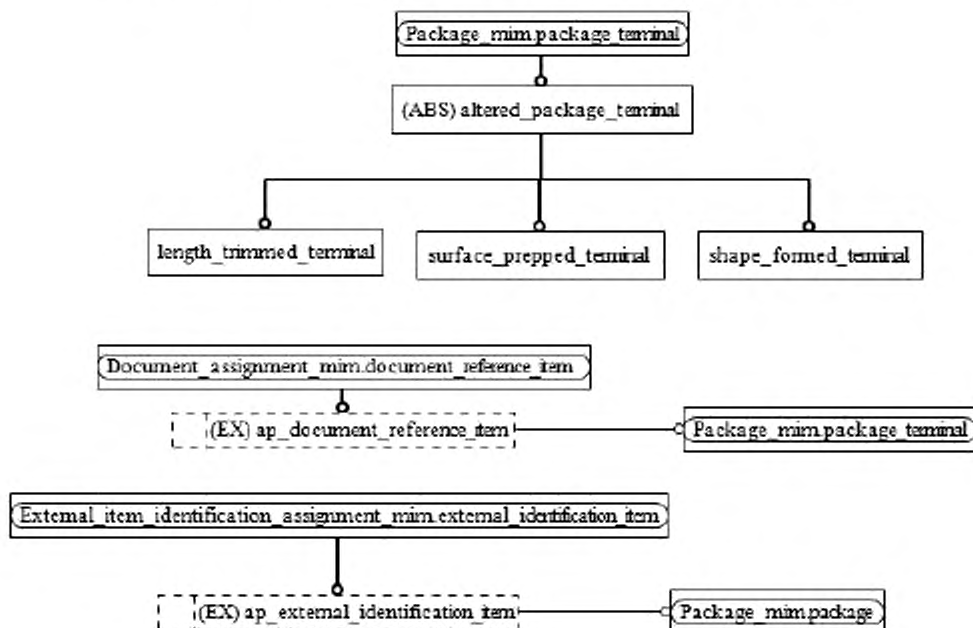 Package_mim.package_terminal
(ABS) altered_package_terminal
length_trimmed_terminal
surface_prepped_terminal
shape_formed_terminal
Document_assignment_mim.document_reference_item
(EX) ap_document_reference_item
Package_mim.package_terminal
External_item_identification_assignment_mim.external_identification_item
(EX) ap_external_identification_item
Package_mim.package